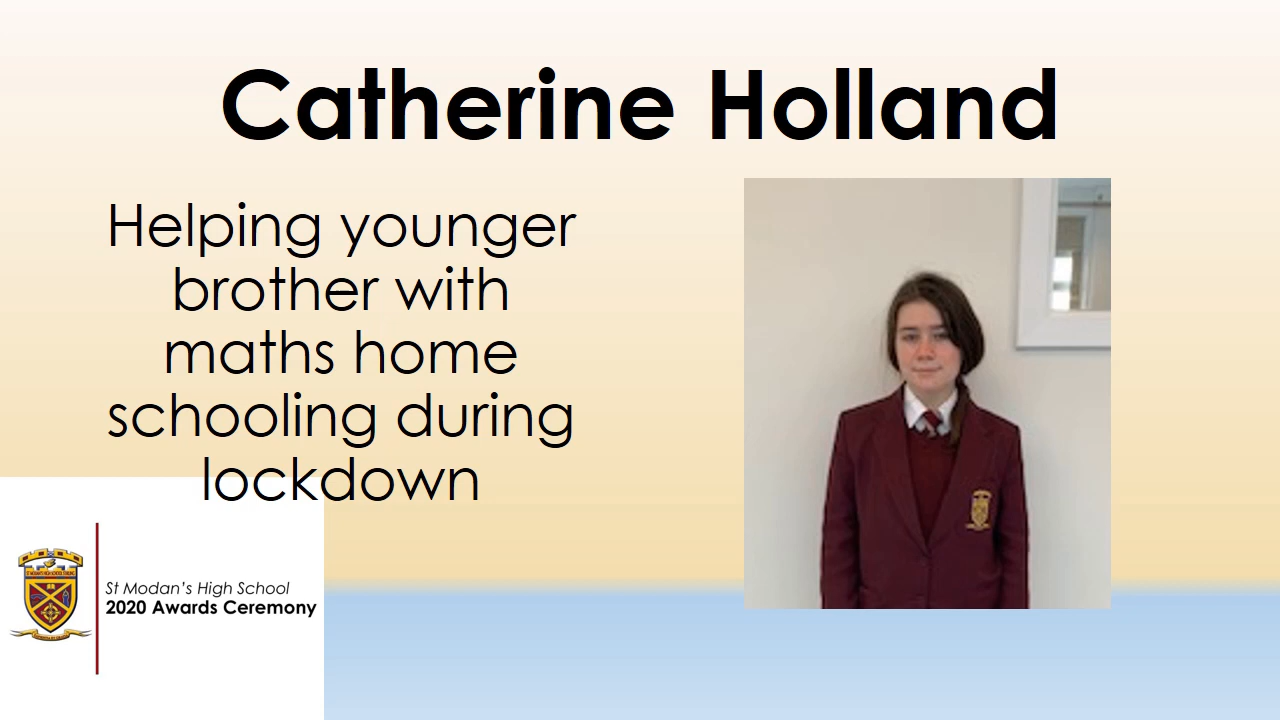 Catherine Holland
Helping younger
brother with
maths home
schooling during
lockdown
St Modan's High School
2020 Awards Ceremony